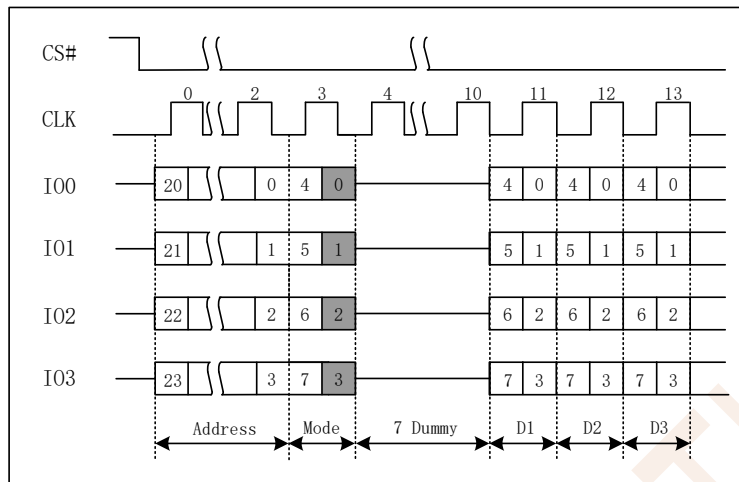 CS#
0 2 3 4 10 11 12 13
CLK
IO0 20 0 4 0 4 0 4 0 4 0
IO1 21 1 5 1 5 1 5 1 5 1
IO2 22 2 6 2 6 2 6 2 6 2
IO3 23 3 7 3 7 3 7 3 7 3
Address Mode 7 Dummy D1 D2 D3